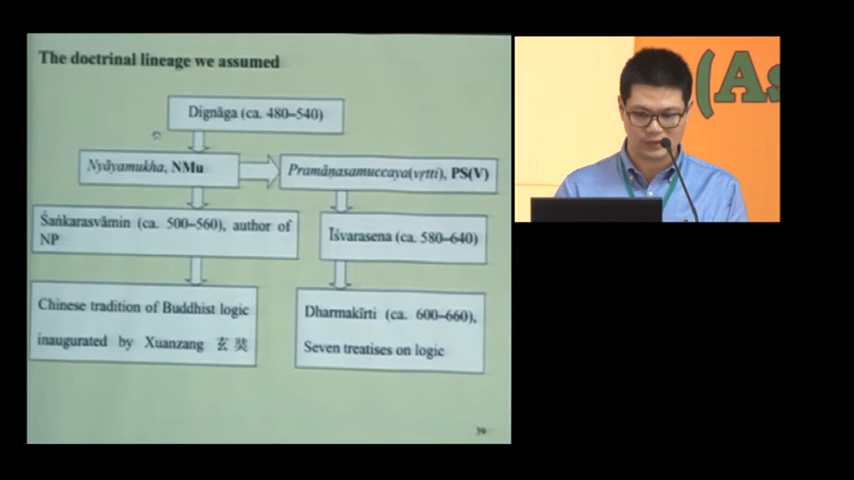 The doctrinal lineage we assumed
Dignāga (ca. 480–540)
Nyāyamukha, NMu
Pramāṇasamuccaya(vṛtti), PS(V)
Śaṅkarasvāmin (ca. 500–560), author of
NP
Īśvarasena (ca. 580–640)
Chinese tradition of Buddhist logic
inaugurated by Xuanzang 玄奘
Dharmakīrti (ca. 600–660),
Seven treatises on logic
39
(As